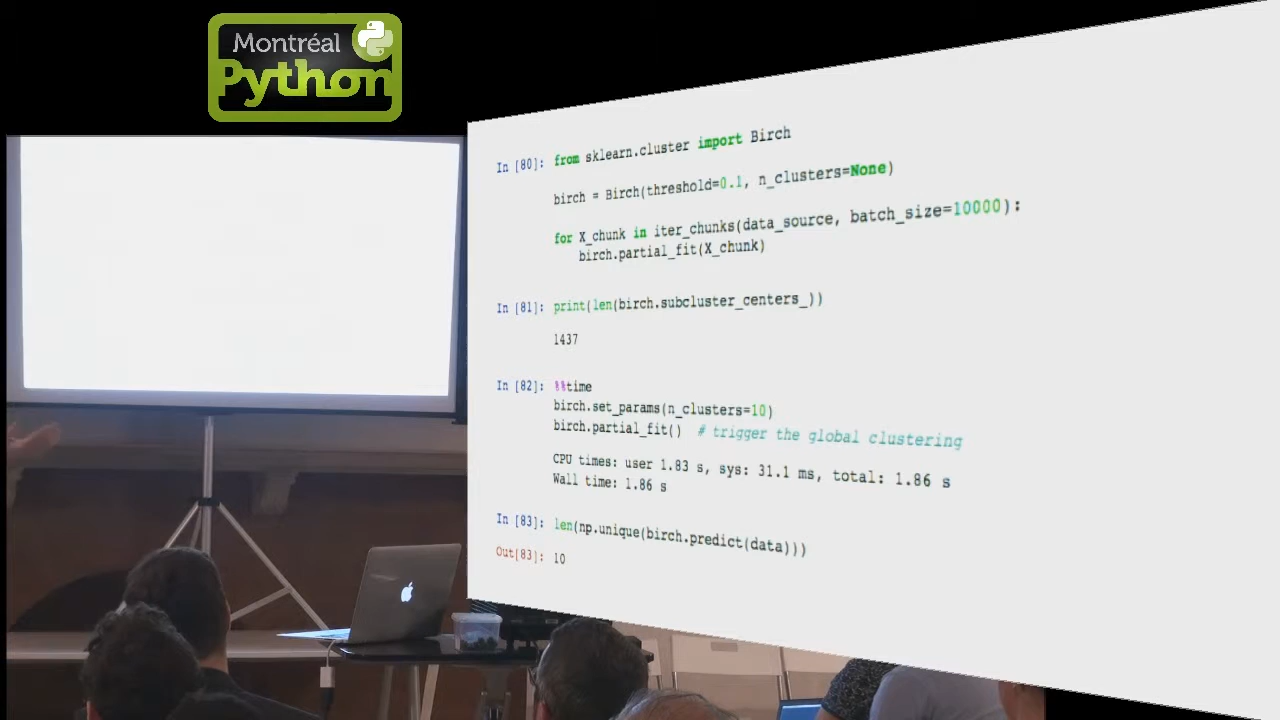 Montréal
Python
In [80]: from sklearn.cluster import Birch
birch = Birch(threshold=0.1, n_clusters=None)
for X_chunk in iter_chunks(data_source, batch_size=10000):
    birch.partial_fit(X_chunk)
In [81]: print(len(birch.subcluster_centers_))
1437
In [82]: %%time
birch.set_params(n_clusters=10)
birch.partial_fit()  # trigger the global clustering
CPU times: user 1.83 s, sys: 31.1 ms, total: 1.86 s
Wall time: 1.86 s
In [83]: len(np.unique(birch.predict(data)))
Out[83]: 10